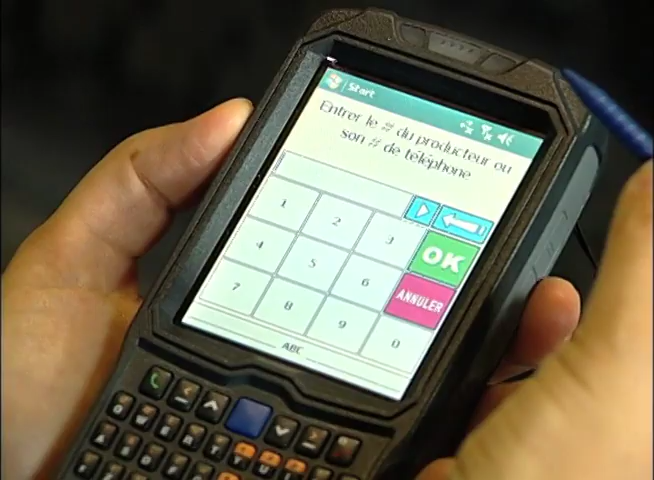 Start
Entrer le # du producteur ou
son # de téléphone
1 2 3
OK
4 5 6
ANNULER
7 8 9 0
ABC
Q W E R T Y U I
A S D F